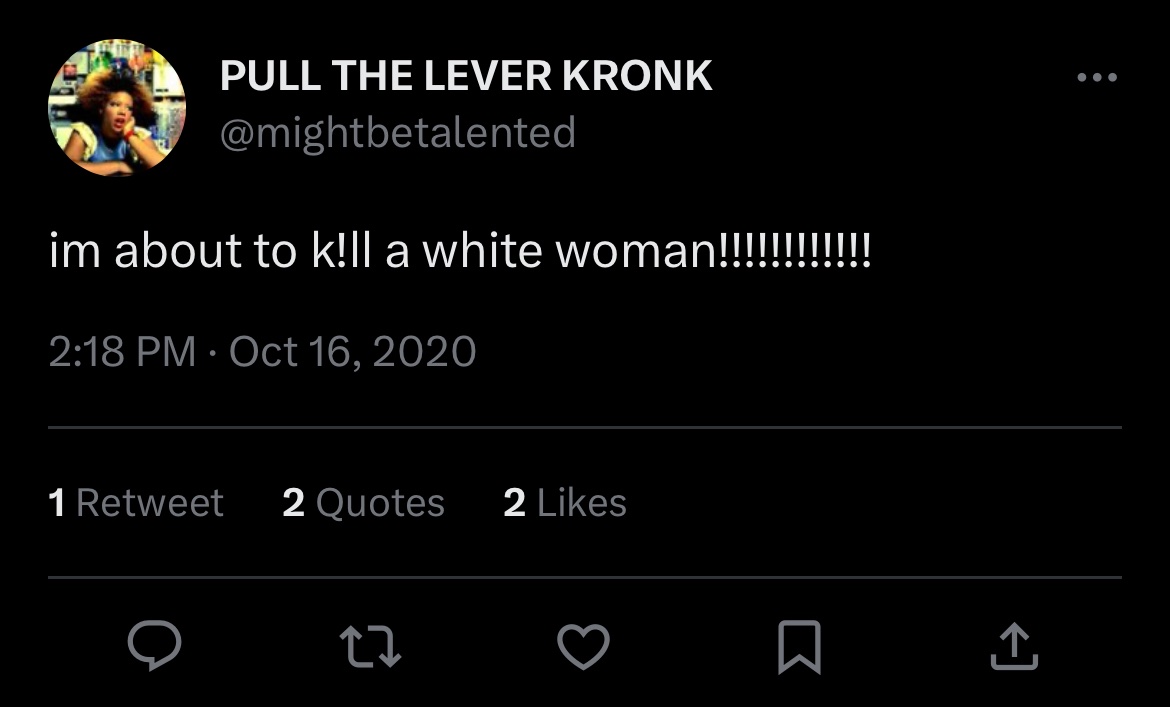 PULL THE LEVER KRONK
@mightbetalented
im about to k!ll a white woman!!!!!!!!!!!!
2:18 PM · Oct 16, 2020
1 Retweet 2 Quotes 2 Likes